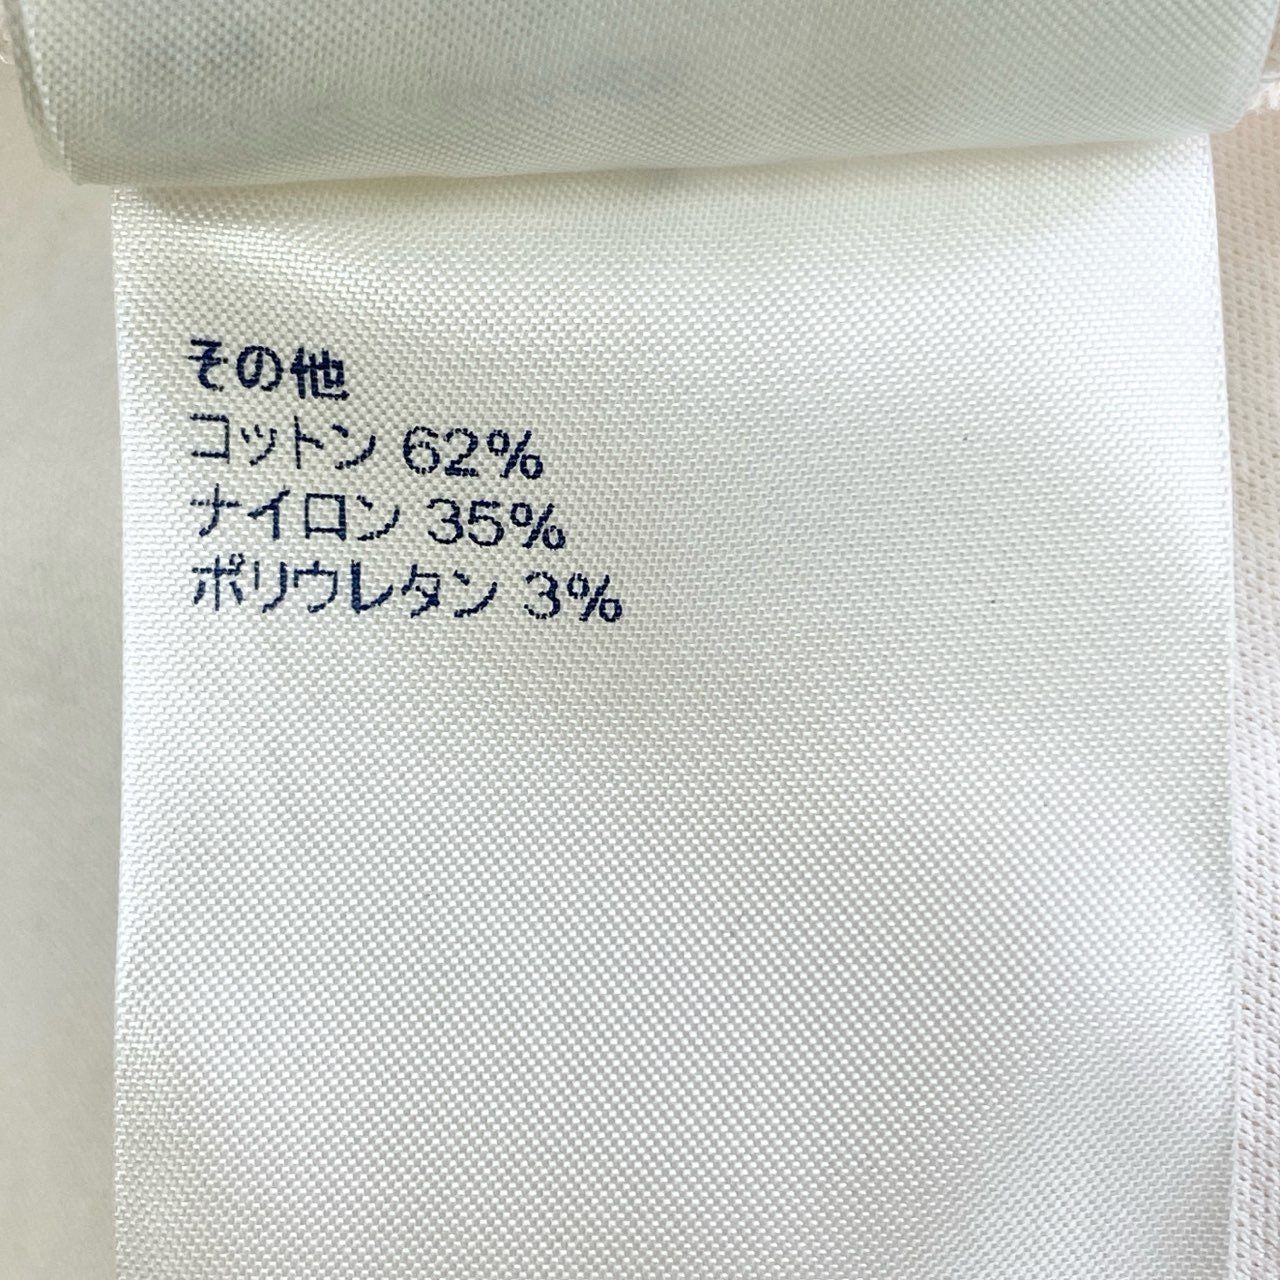 その他
コットン 62%
ナイロン 35%
ポリウレタン 3%